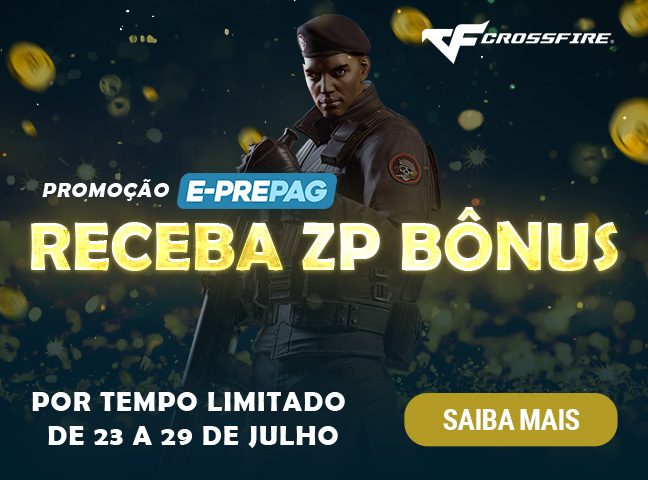 CROSSFIRE
PROMOÇÃO E-PREPAG
RECEBA ZP BÔNUS
POR TEMPO LIMITADO
DE 23 A 29 DE JULHO
SAIBA MAIS